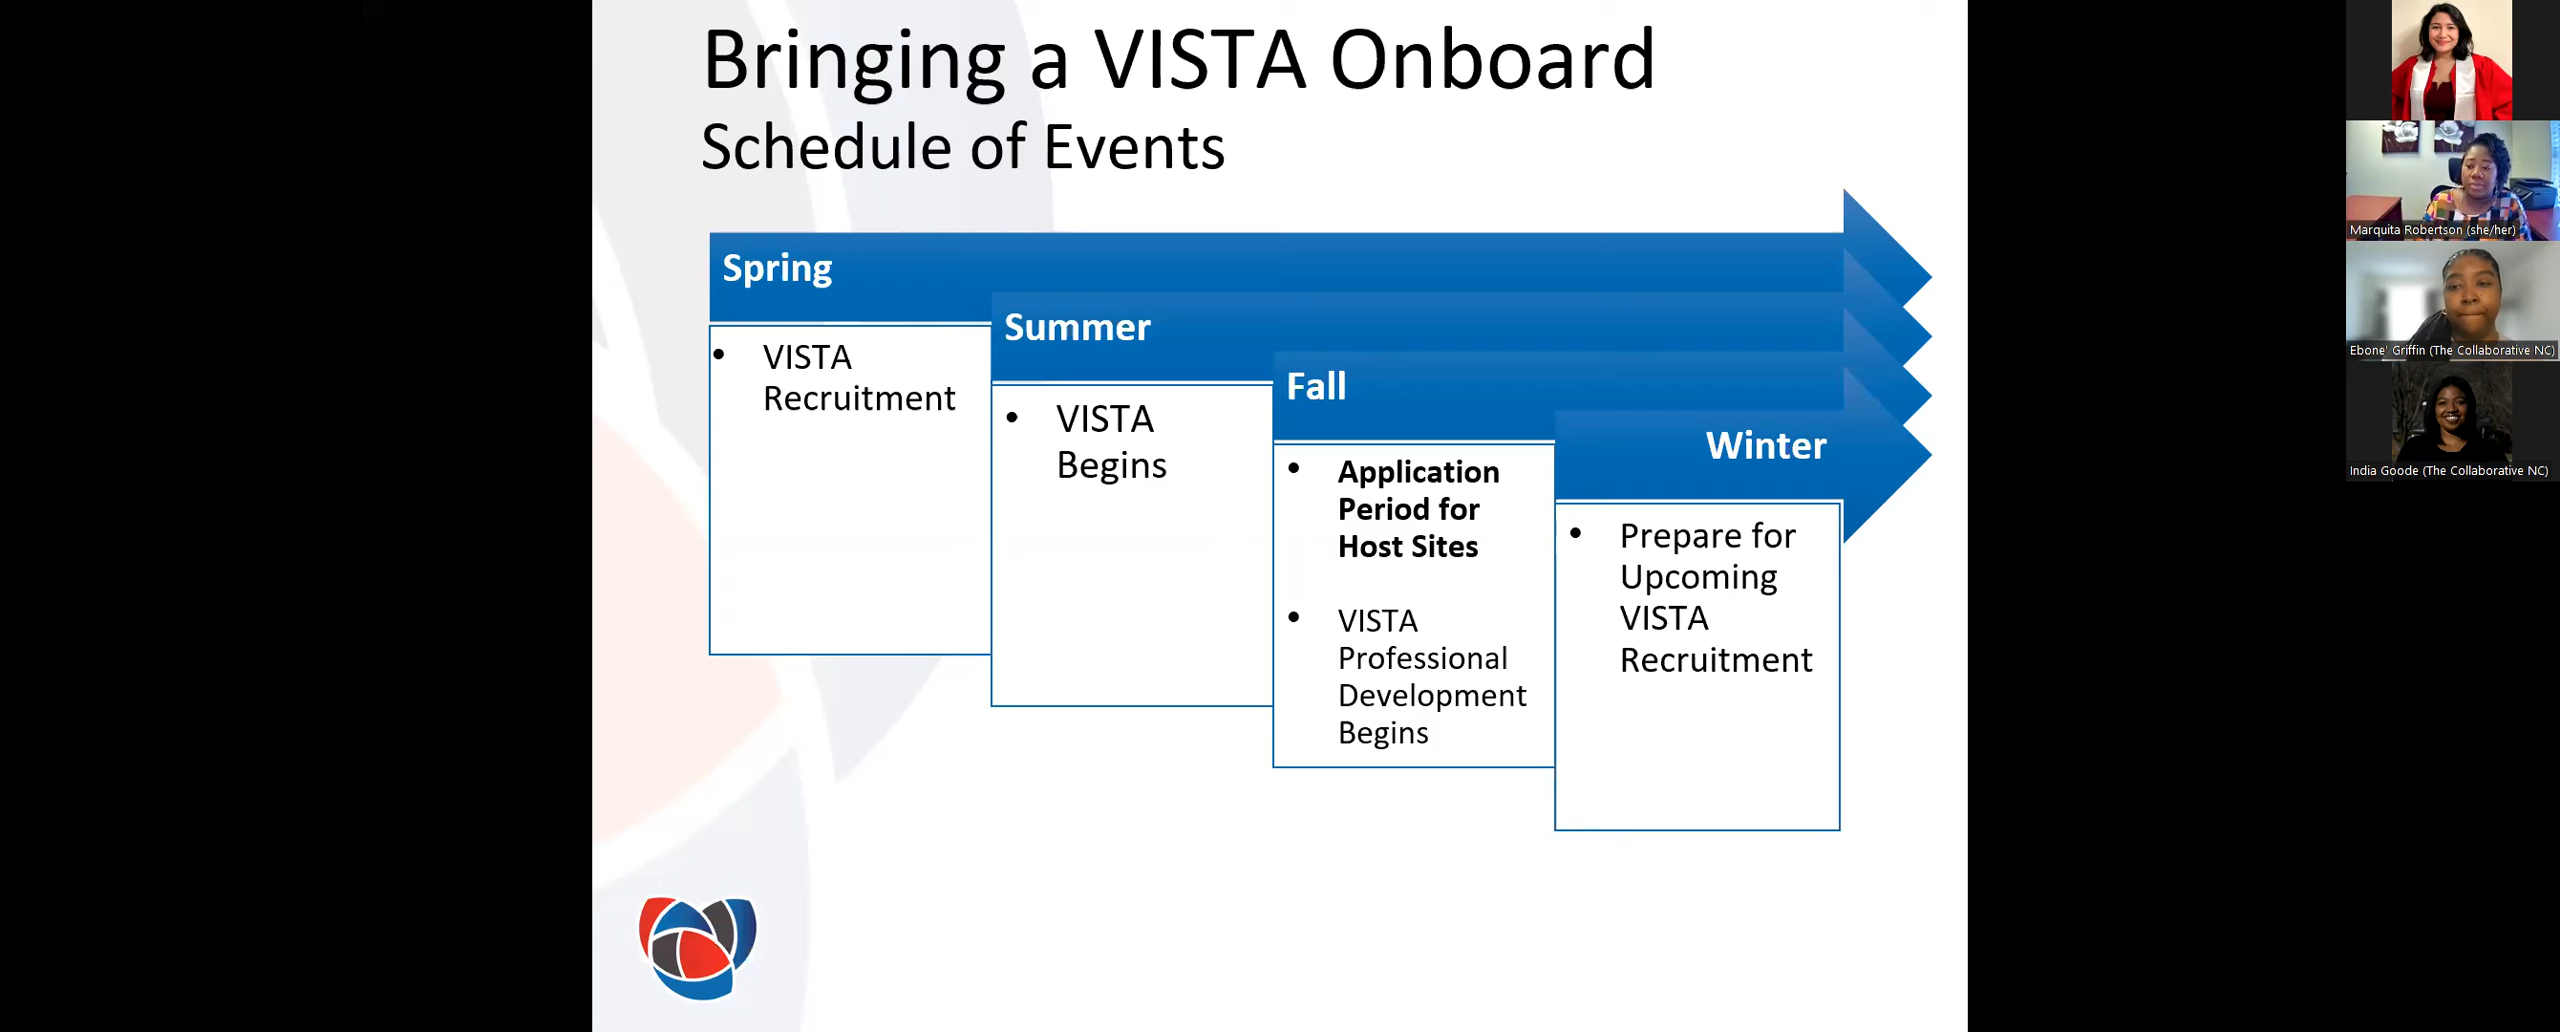 Bringing a VISTA Onboard
Schedule of Events
Spring
• VISTA
Recruitment
Summer
• VISTA
Begins
Fall
• Application
Period for
Host Sites
• VISTA
Professional
Development
Begins
Winter
• Prepare for
Upcoming
VISTA
Recruitment
Marquita Robertson (she/her)
Ebone' Griffin (The Collaborative NC)
India Goode (The Collaborative NC)